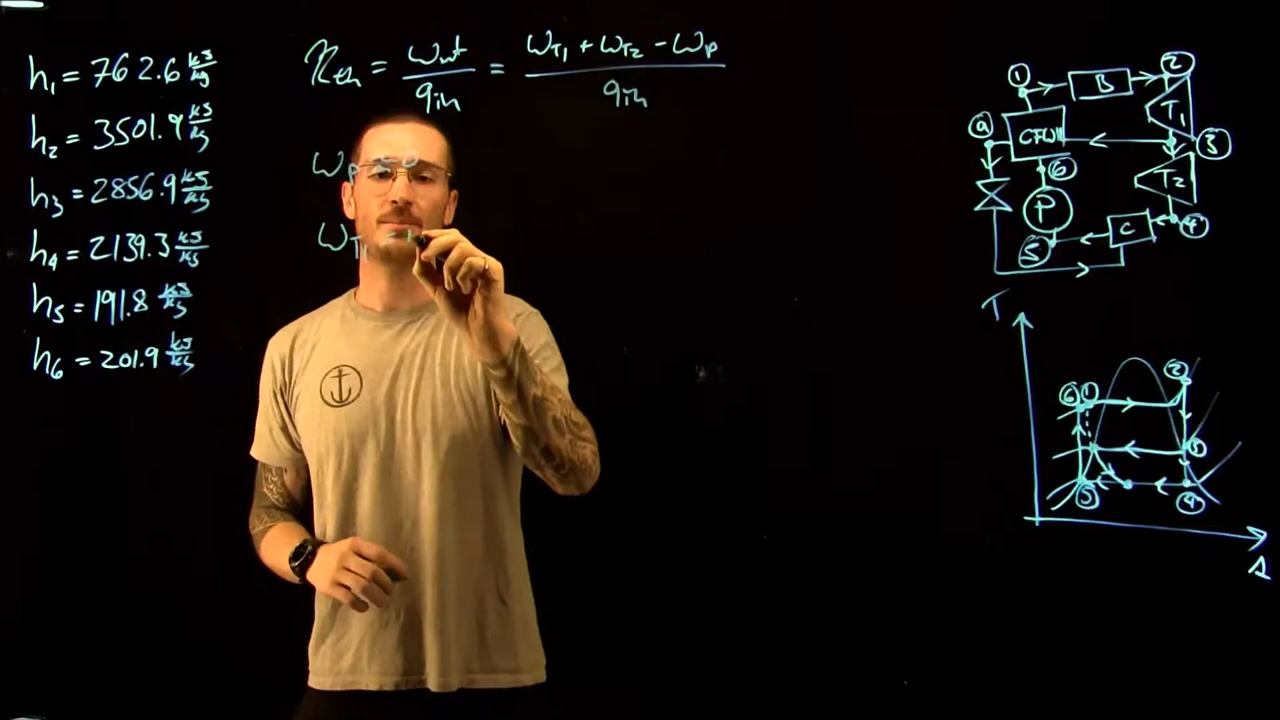 h₁ = 762.6 kJ/kg
h₂ = 3501.9 kJ/kg
h₃ = 2856.9 kJ/kg
h₄ = 2139.3 kJ/kg
h₅ = 191.8 kJ/kg
h₆ = 201.9 kJ/kg
ηth = wnet/qin = (wT₁ + wT₂ - wp)/qin
wp =
wT₁ =
1 B 2
T₁
a CFWH 3
6 T₂
P
5 C 4
T
2
6 1
3
5 4
s